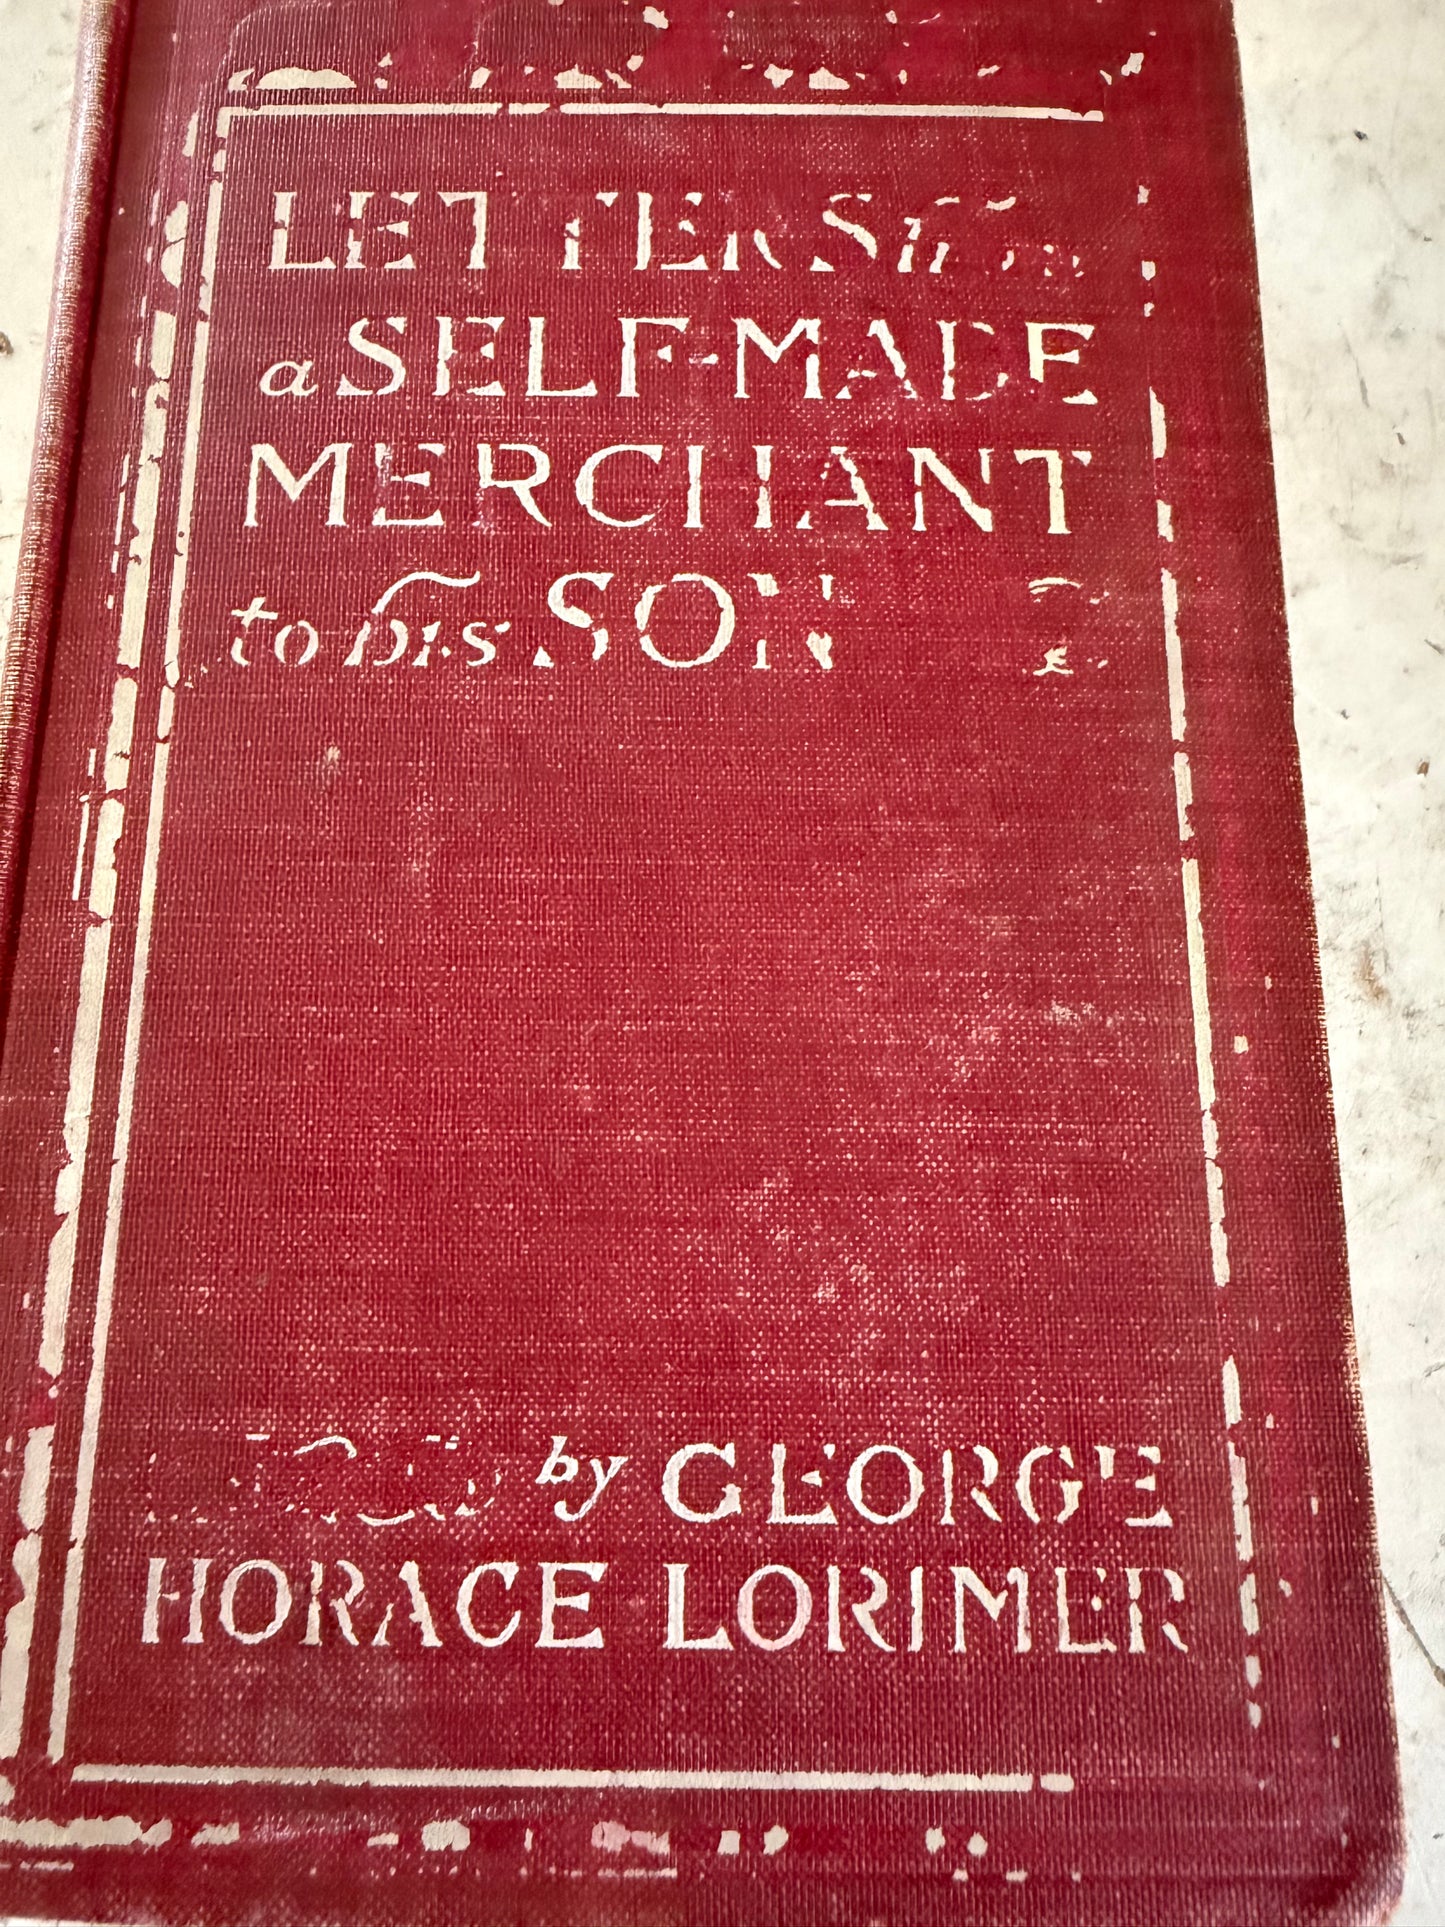 LETTERS from
a SELF-MADE
MERCHANT
to his SON
by GEORGE
HORACE LORIMER